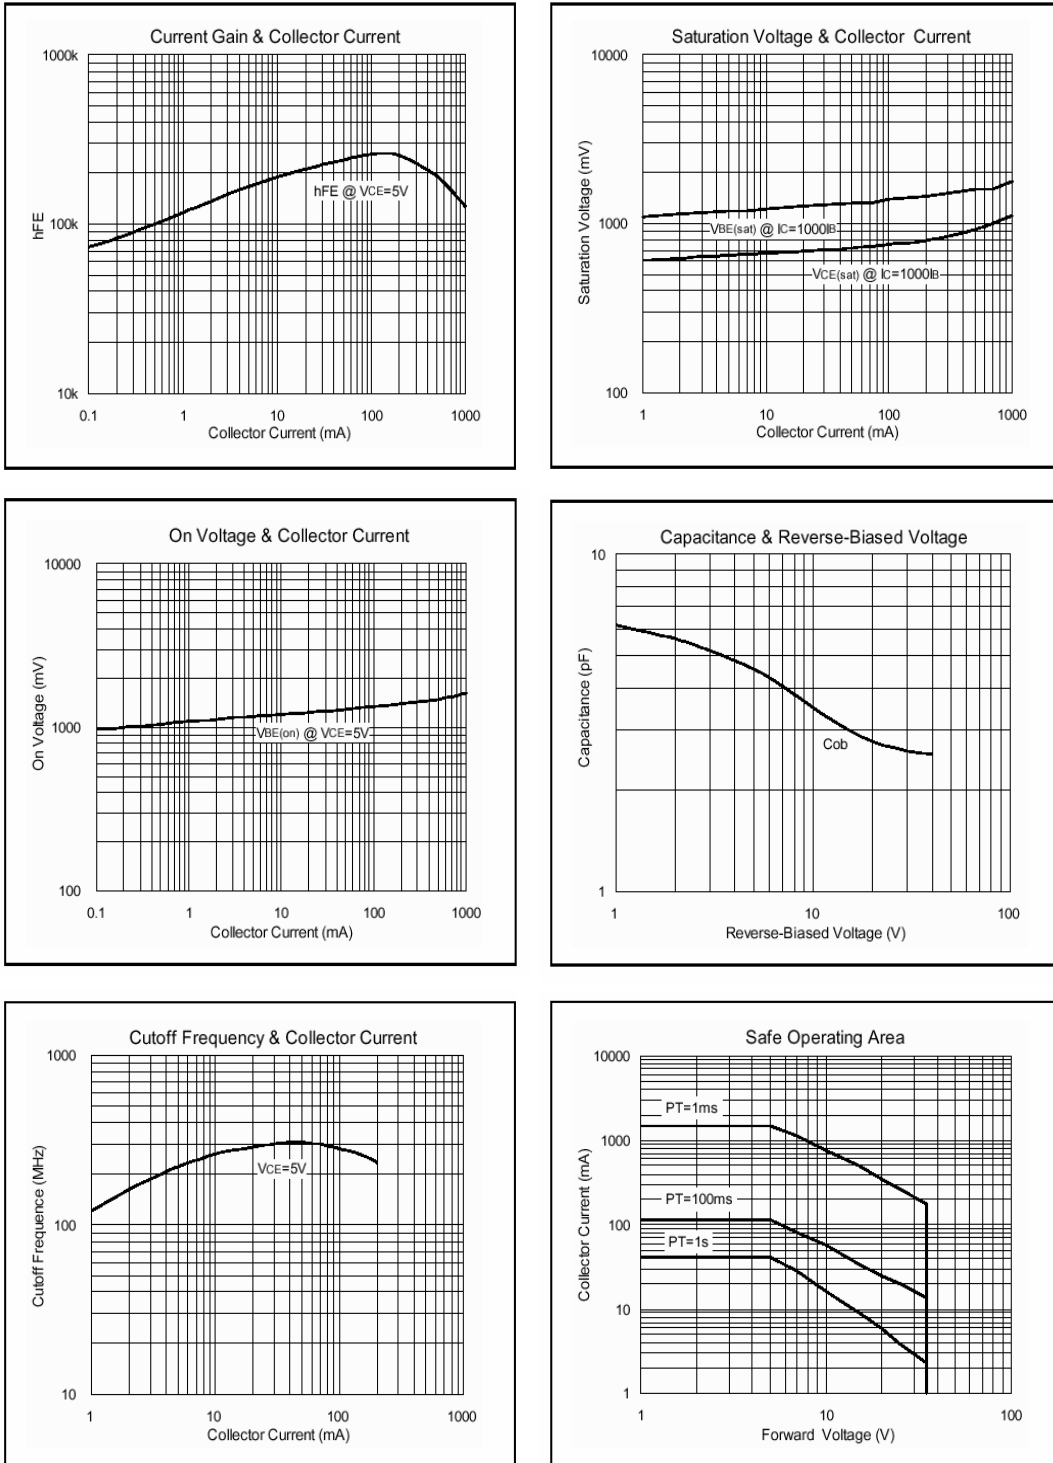 Current Gain & Collector Current
1000k
100k
10k
hFE
hFE @ VCE=5V
0.1 1 10 100 1000
Collector Current (mA)
Saturation Voltage & Collector Current
10000
1000
100
Saturation Voltage (mV)
VBE(sat) @ IC=1000IB
VCE(sat) @ IC=1000IB
1 10 100 1000
Collector Current (mA)
On Voltage & Collector Current
10000
1000
100
On Voltage (mV)
VBE(on) @ VCE=5V
0.1 1 10 100 1000
Collector Current (mA)
Capacitance & Reverse-Biased Voltage
10
1
Capacitance (pF)
Cob
1 10 100
Reverse-Biased Voltage (V)
Cutoff Frequency & Collector Current
1000
100
10
Cutoff Frequence (MHz)
VCE=5V
1 10 100 1000
Collector Current (mA)
Safe Operating Area
10000
1000
100
10
1
Collector Current (mA)
PT=1ms
PT=100ms
PT=1s
1 10 100
Forward Voltage (V)